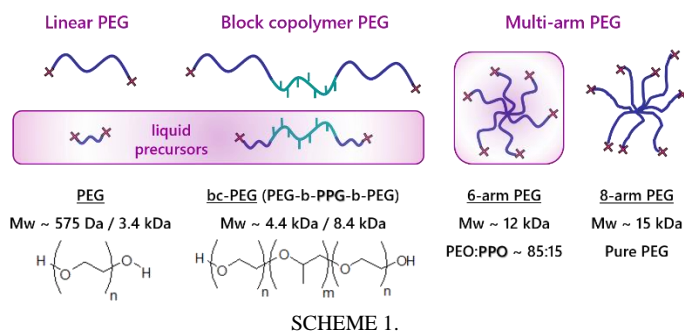 Linear PEG
Block copolymer PEG
Multi-arm PEG
liquid
precursors
PEG
Mw ~ 575 Da / 3.4 kDa
bc-PEG (PEG-b-PPG-b-PEG)
Mw ~ 4.4 kDa / 8.4 kDa
6-arm PEG
Mw ~ 12 kDa
PEO:PPO ~ 85:15
8-arm PEG
Mw ~ 15 kDa
Pure PEG
H O O H n
H O n O m O OH n
SCHEME 1.